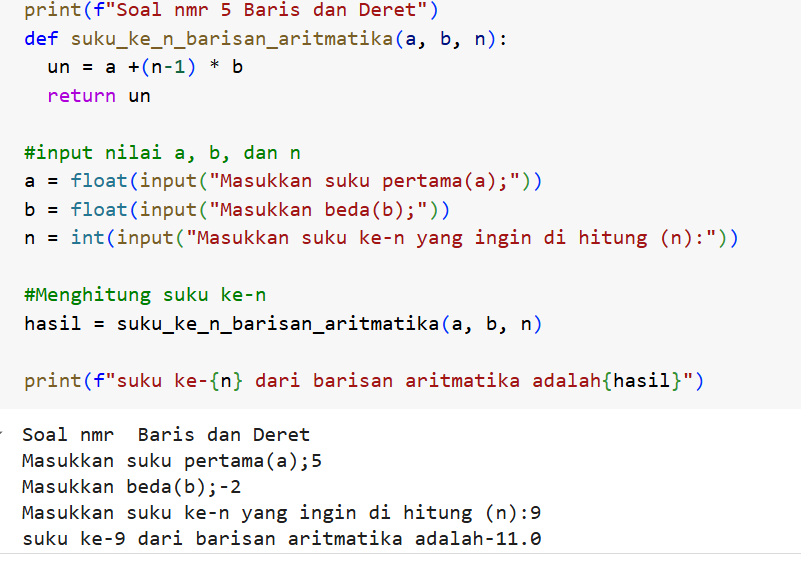 print(f"Soal nmr 5 Baris dan Deret")
def suku_ke_n_barisan_aritmatika(a, b, n):
  un = a +(n-1) * b
  return un

#input nilai a, b, dan n
a = float(input("Masukkan suku pertama(a);"))
b = float(input("Masukkan beda(b);"))
n = int(input("Masukkan suku ke-n yang ingin di hitung (n):"))

#Menghitung suku ke-n
hasil = suku_ke_n_barisan_aritmatika(a, b, n)

print(f"suku ke-{n} dari barisan aritmatika adalah{hasil}")

Soal nmr  Baris dan Deret
Masukkan suku pertama(a);5
Masukkan beda(b);-2
Masukkan suku ke-n yang ingin di hitung (n):9
suku ke-9 dari barisan aritmatika adalah-11.0